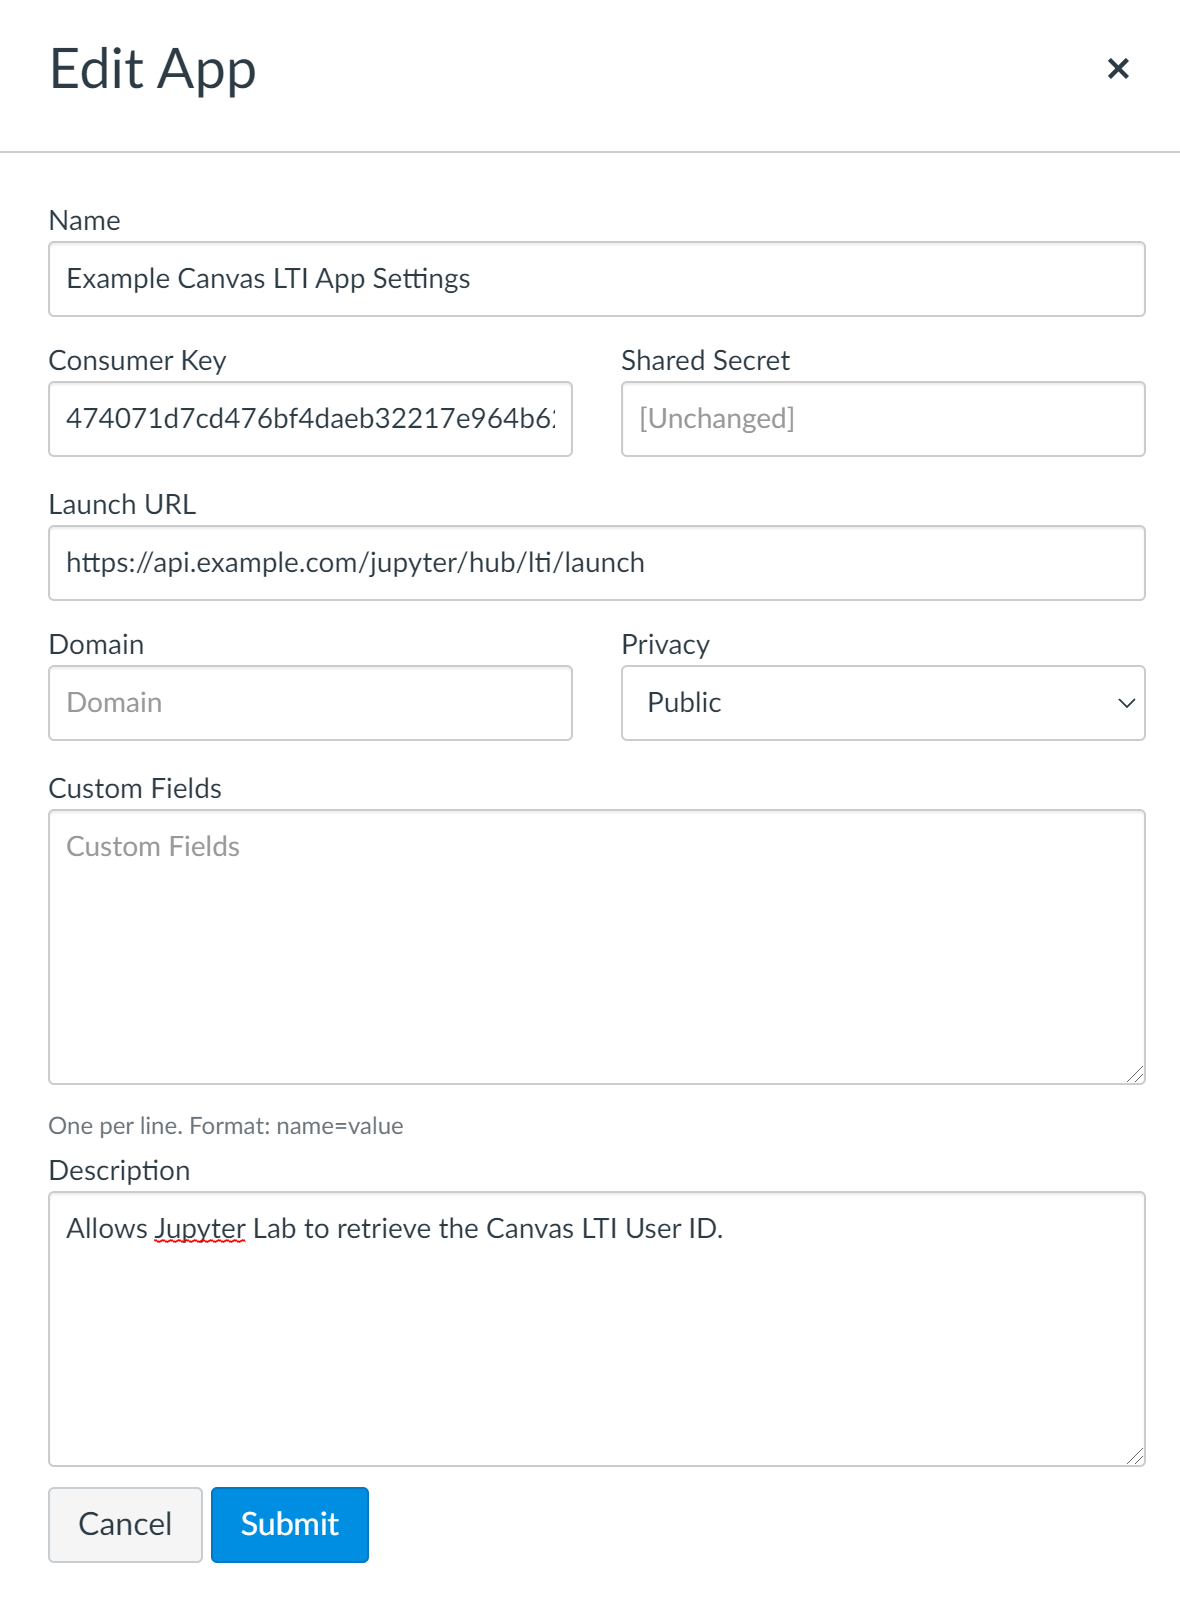 Edit App
Name
Example Canvas LTI App Settings
Consumer Key
Shared Secret
474071d7cd476bf4daeb32217e964b6
[Unchanged]
Launch URL
https://api.example.com/jupyter/hub/lti/launch
Domain
Privacy
Domain
Public
Custom Fields
Custom Fields
One per line. Format: name=value
Description
Allows Jupyter Lab to retrieve the Canvas LTI User ID.
Cancel
Submit